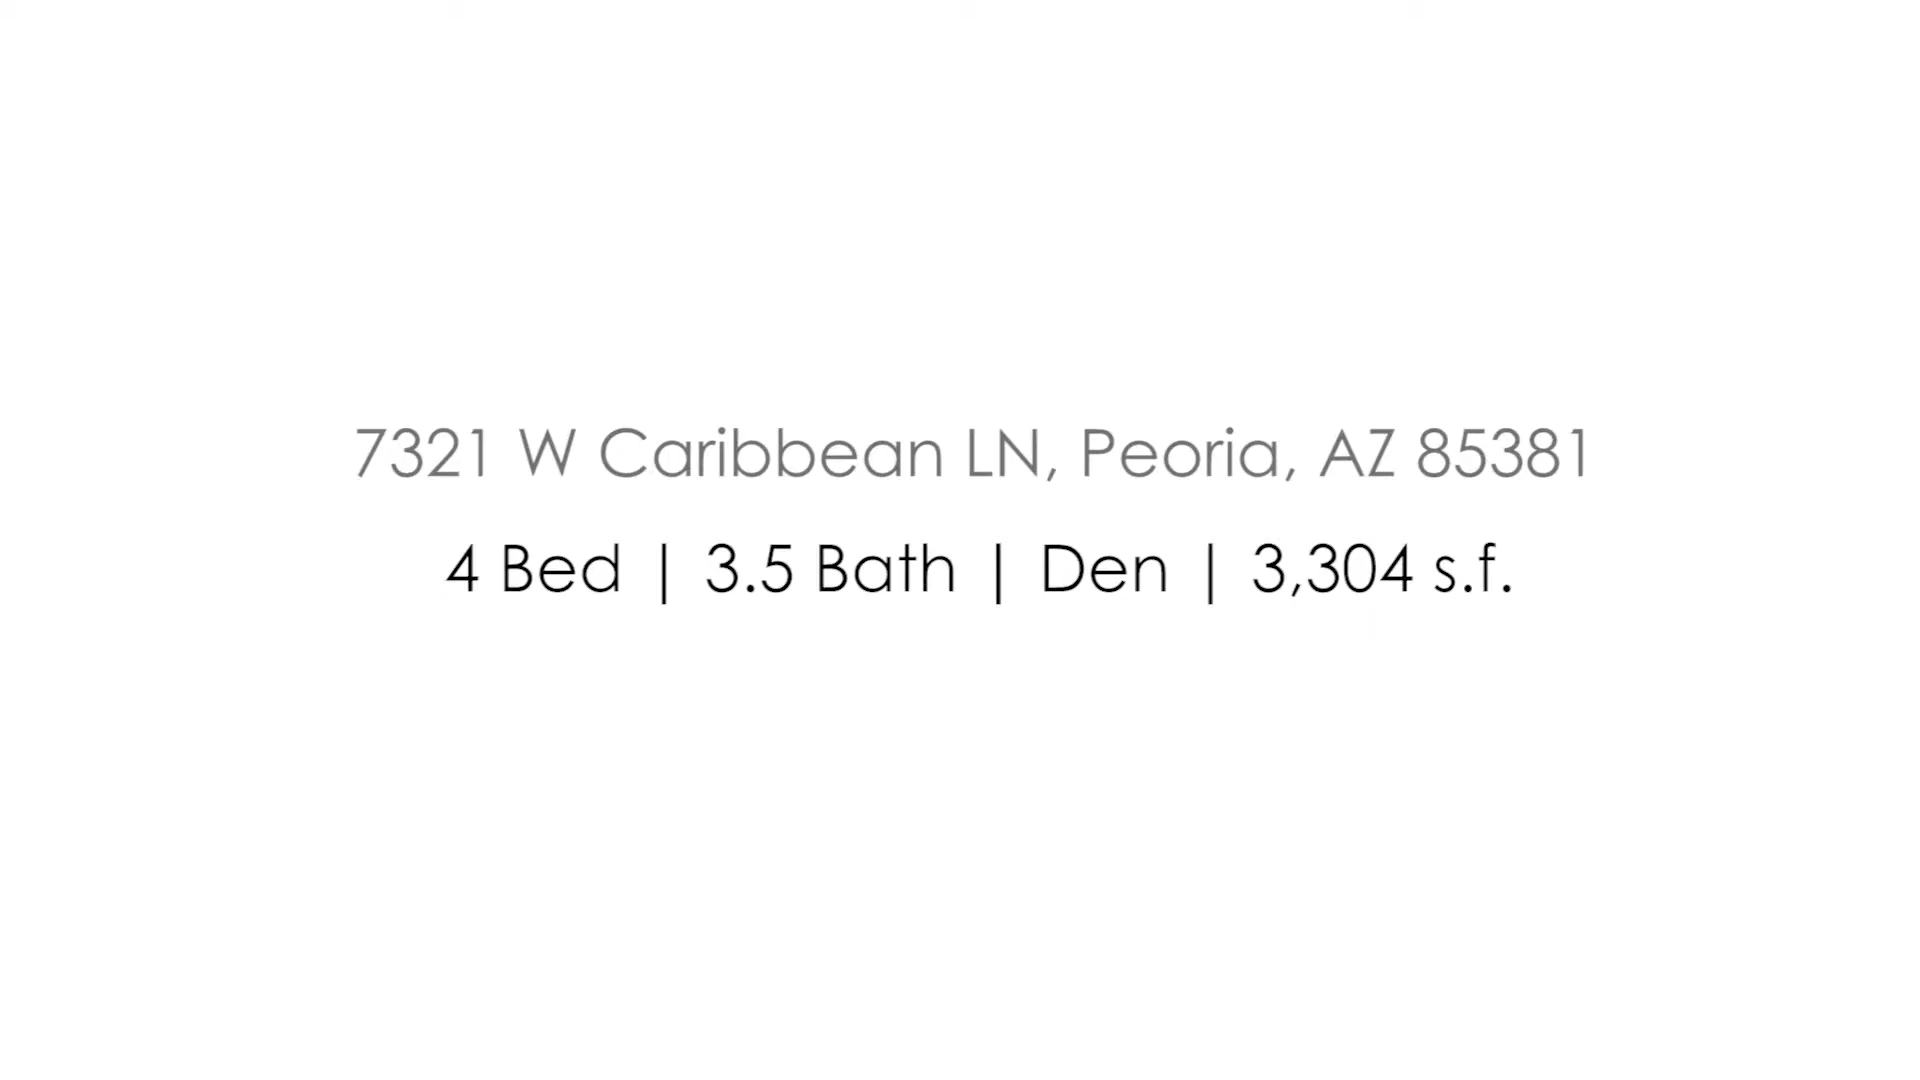 7321 W Caribbean LN, Peoria, AZ 85381
4 Bed | 3.5 Bath | Den | 3,304 s.f.